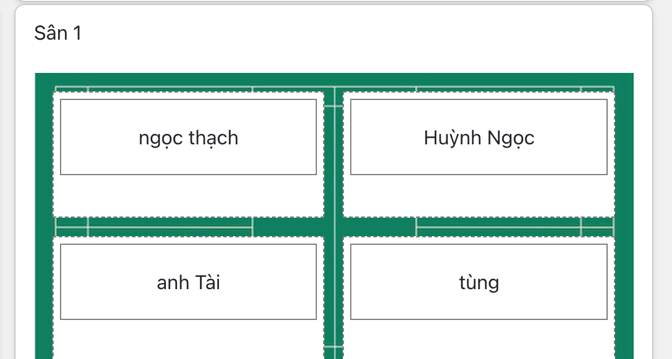 Sân 1
ngọc thạch
Huỳnh Ngọc
anh Tài
tùng